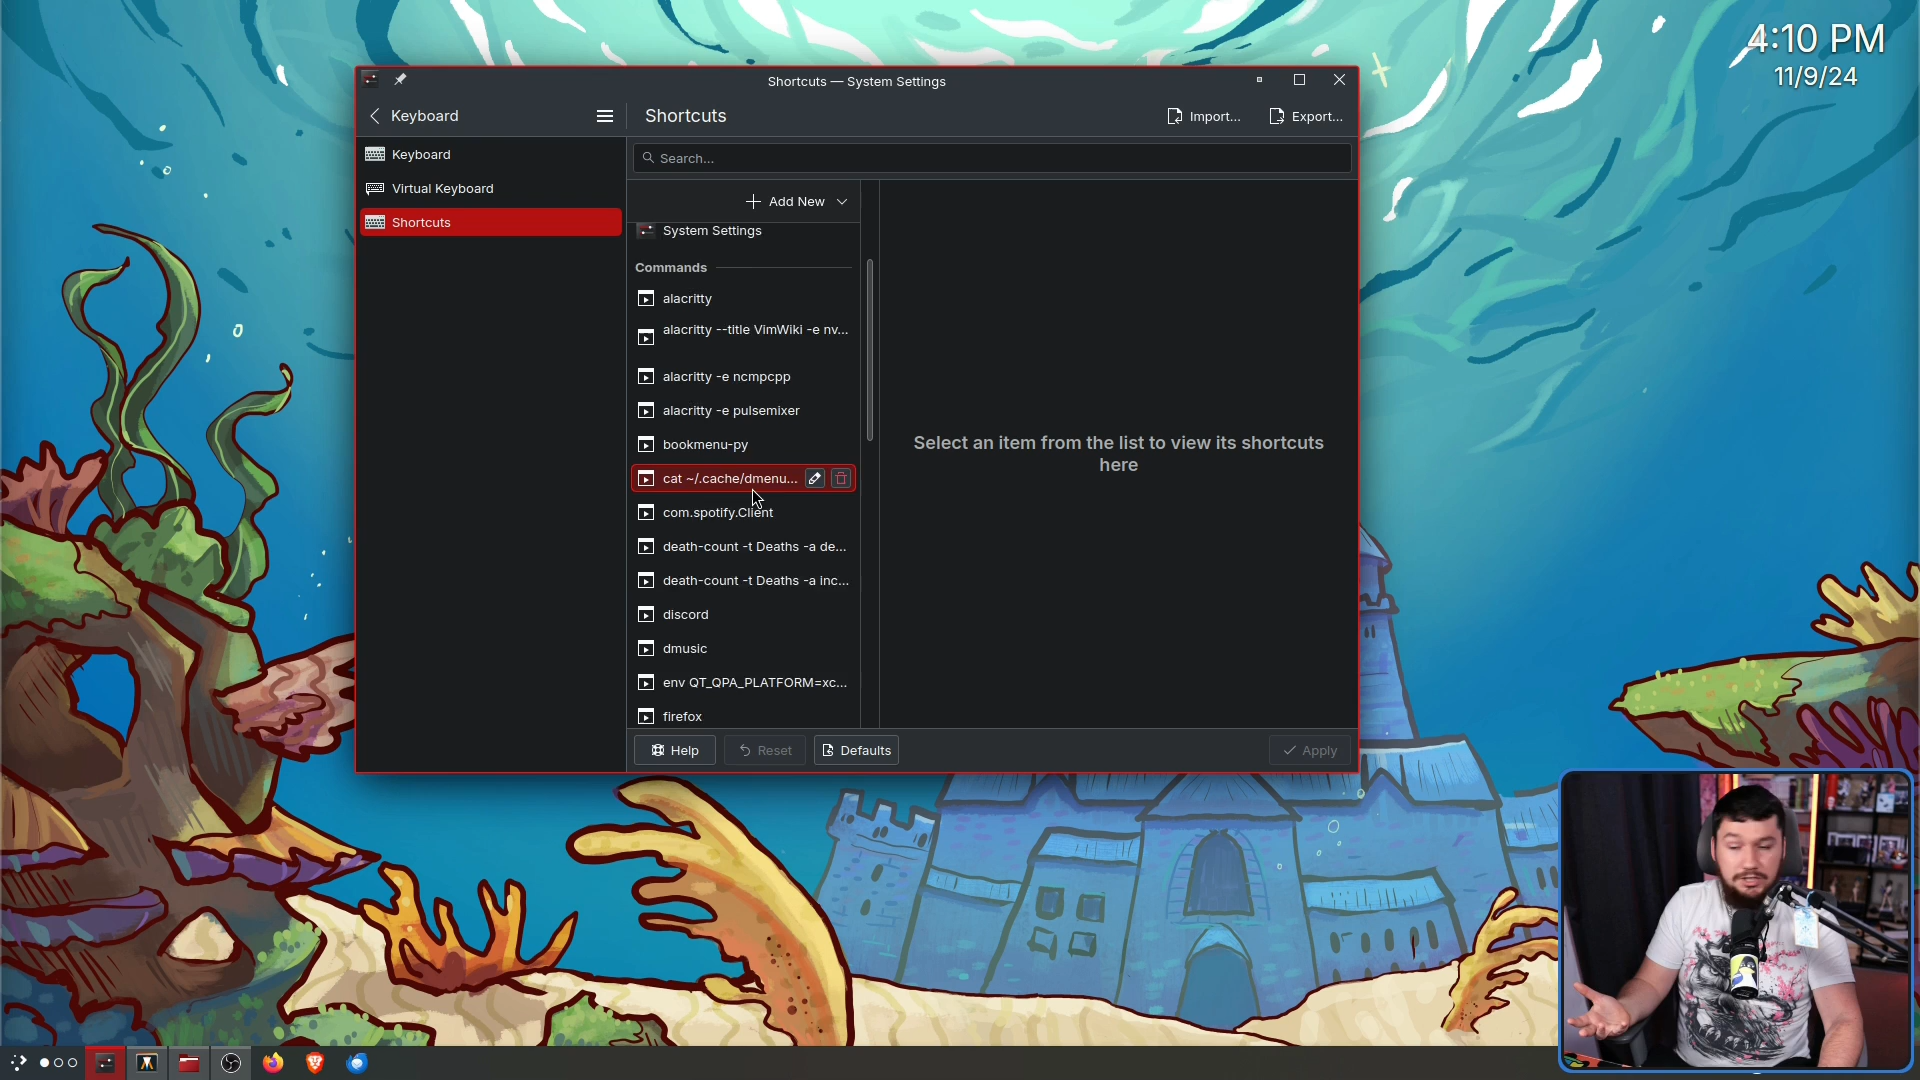 4:10 PM
11/9/24
Shortcuts — System Settings
Keyboard
Shortcuts
Import...
Export...
Keyboard
Virtual Keyboard
Shortcuts
Search...
Add New
System Settings
Commands
alacritty
alacritty --title VimWiki -e nv...
alacritty -e ncmpcpp
alacritty -e pulsemixer
bookmenu-py
cat ~/.cache/dmenu...
com.spotify.Client
death-count -t Deaths -a de...
death-count -t Deaths -a inc...
discord
dmusic
env QT_QPA_PLATFORM=xc...
firefox
Select an item from the list to view its shortcuts
here
Help
Reset
Defaults
Apply